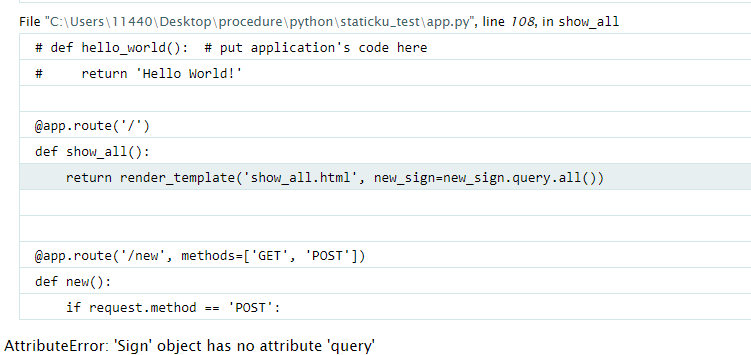 File "C:\Users\11440\Desktop\procedure\python\staticku_test\app.py", line 108, in show_all
# def hello_world():  # put application's code here
#     return 'Hello World!'
@app.route('/')
def show_all():
    return render_template('show_all.html', new_sign=new_sign.query.all())
@app.route('/new', methods=['GET', 'POST'])
def new():
    if request.method == 'POST':
AttributeError: 'Sign' object has no attribute 'query'